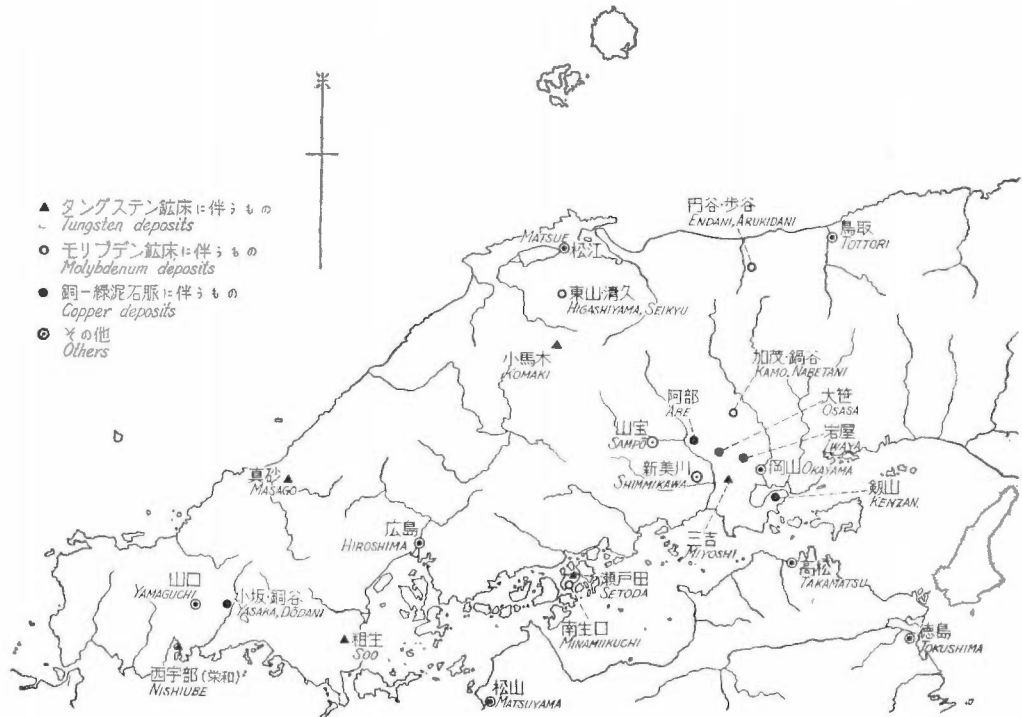 ▲ タングステン鉱床に伴うもの
Tungsten deposits
○ モリブデン鉱床に伴うもの
Molybdenum deposits
● 銅－緑泥石脈に伴うもの
Copper deposits
◎ その他
Others
円谷・歩谷
ENDANI, ARUKIDANI
鳥取
TOTTORI
MATSUE
松江
東山・清久
HIGASHIYAMA, SEIKYU
小馬木
KOMAKI
加茂・鍋谷
KAMO, NABETANI
大笹
OSASA
阿部
ABE
岩屋
IWAYA
山宝
SAMPŌ
岡山 OKAYAMA
新美川
SHIMMIKAWA
剱山
KENZAN.
真砂
MASAGO
三吉
MIYOSHI
広島
HIROSHIMA
高松
TAKAMATSU
瀬戸田
SETODA
山口
YAMAGUCHI
小坂・銅谷
YASAKA, DŌDANI
南生口
MINAMIIKUCHI
徳島
TOKUSHIMA
祖生
SOO
西宇部(栄和)
NISHIUBE
松山
MATSUYAMA